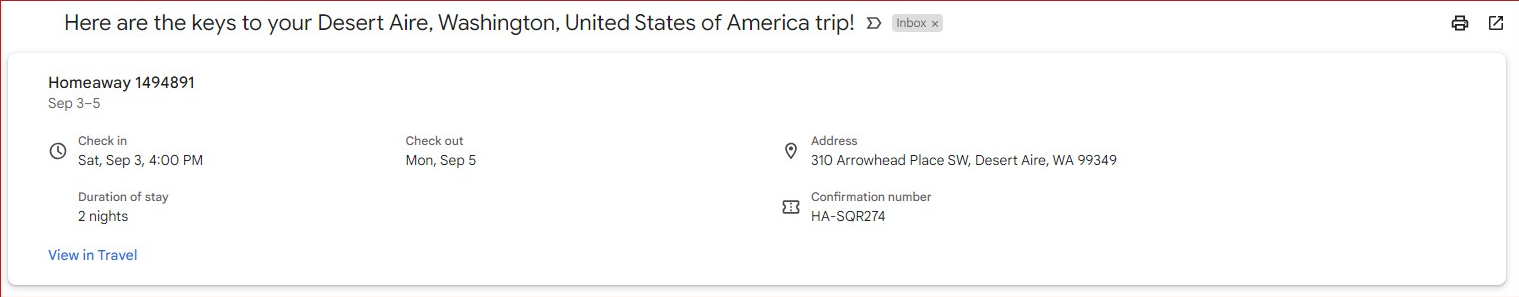 Here are the keys to your Desert Aire, Washington, United States of America trip! Inbox ×
Homeaway 1494891
Sep 3–5
Check in
Sat, Sep 3, 4:00 PM
Check out
Mon, Sep 5
Address
310 Arrowhead Place SW, Desert Aire, WA 99349
Duration of stay
2 nights
Confirmation number
HA-SQR274
View in Travel